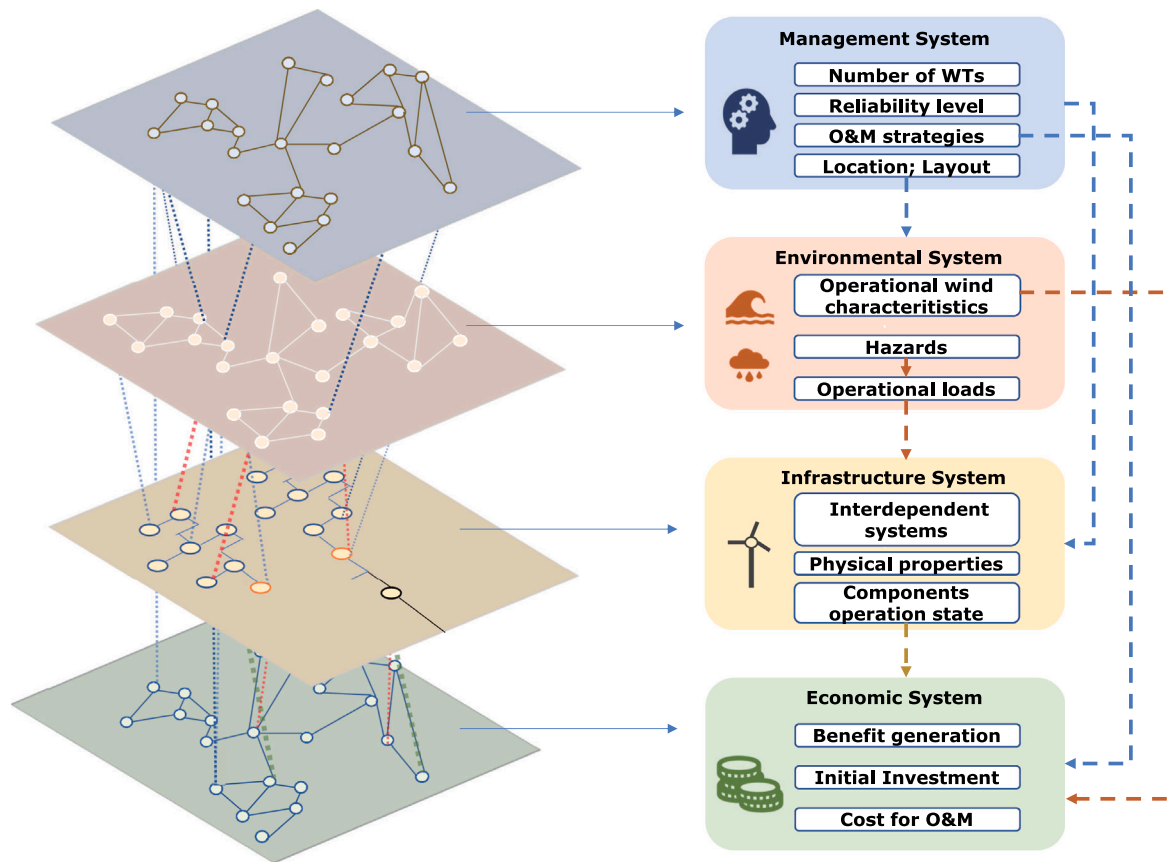 Management System
Number of WTs
Reliability level
O&M strategies
Location; Layout
Environmental System
Operational wind
characteritistics
Hazards
Operational loads
Infrastructure System
Interdependent
systems
Physical properties
Components
operation state
Economic System
Benefit generation
Initial Investment
Cost for O&M